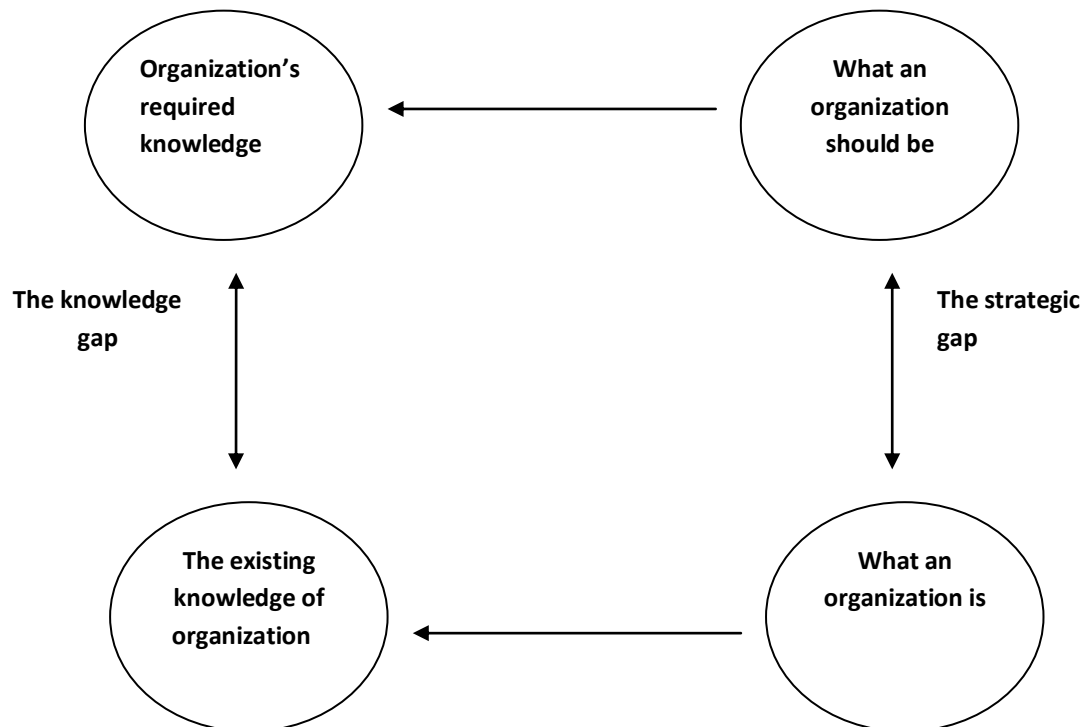 Organization’s
required
knowledge
What an
organization
should be
The knowledge
gap
The strategic
gap
The existing
knowledge of
organization
What an
organization is